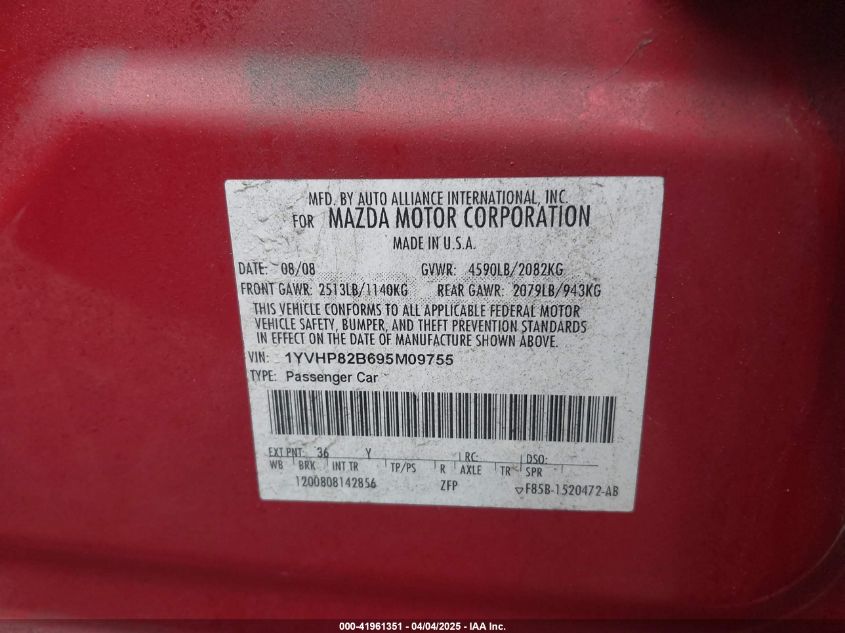 MFD. BY AUTO ALLIANCE INTERNATIONAL, INC.
FOR MAZDA MOTOR CORPORATION
MADE IN U.S.A.
DATE: 08/08 GVWR: 4590LB/2082KG
FRONT GAWR: 2513LB/1140KG REAR GAWR: 2079LB/943KG
THIS VEHICLE CONFORMS TO ALL APPLICABLE FEDERAL MOTOR
VEHICLE SAFETY, BUMPER, AND THEFT PREVENTION STANDARDS
IN EFFECT ON THE DATE OF MANUFACTURE SHOWN ABOVE.
VIN: 1YVHP82B695M09755
TYPE: Passenger Car
EXT PNT: 36 Y RC: DSO:
WB BRK INT TR TP/PS R AXLE TR SPR
1200808142856 ZFP ▽F85B-1520472-AB
000-41961351 - 04/04/2025 - IAA Inc.